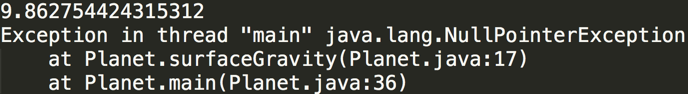 9.862754424315312
Exception in thread "main" java.lang.NullPointerException
    at Planet.surfaceGravity(Planet.java:17)
    at Planet.main(Planet.java:36)